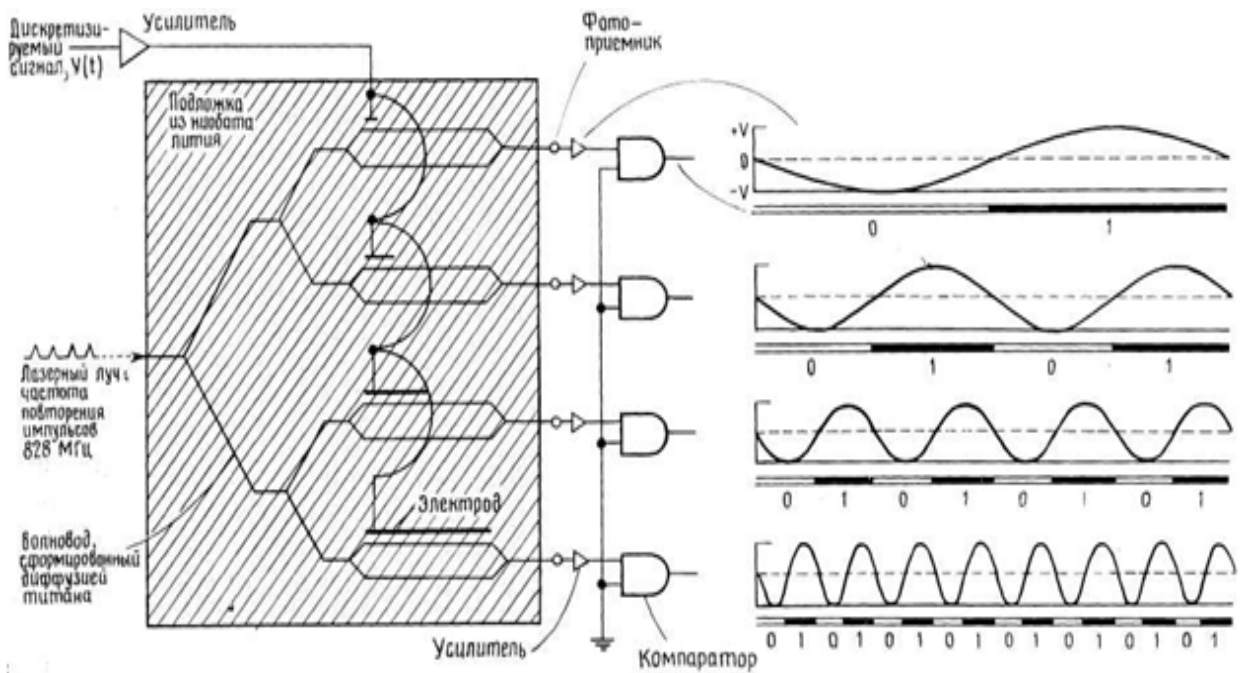 Дискретизи-
руемый
сигнал, V(t)
Усилитель
Фото-
приемник
Подложка
из ниобата
лития
+V
0
-V
0 1
0 1 0 1
Лазерный луч:
частота
повторения
импульсов
828 МГц
0 1 0 1 0 1 0 1
Электрод
Волновод,
сформированный
диффузией
титана
0 1 0 1 0 1 0 1 0 1 0 1 0 1 0 1
Усилитель
Компаратор